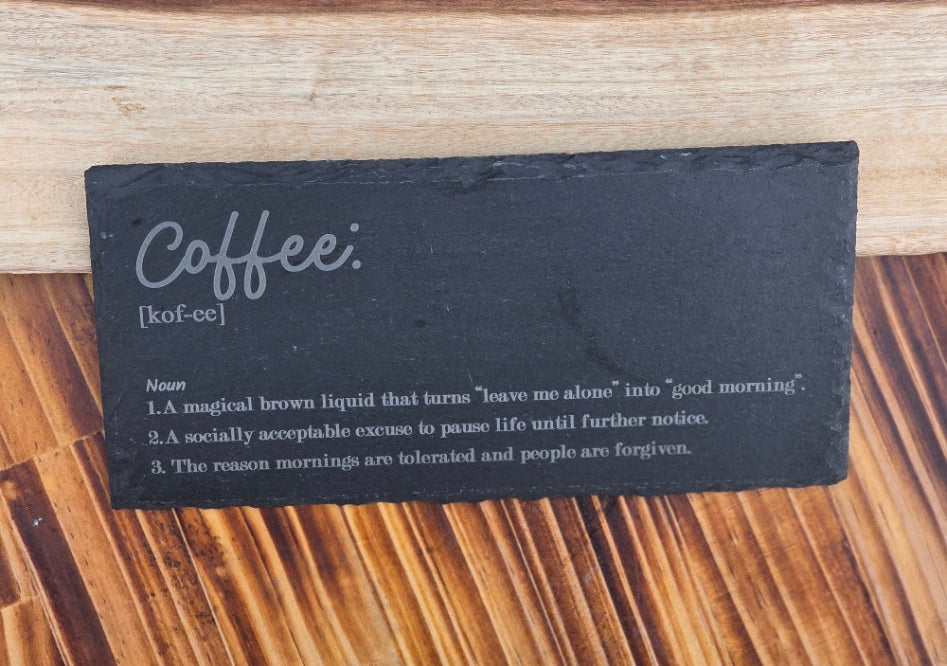 Coffee:
[kof-ee]
Noun
1. A magical brown liquid that turns “leave me alone” into “good morning”.
2. A socially acceptable excuse to pause life until further notice.
3. The reason mornings are tolerated and people are forgiven.